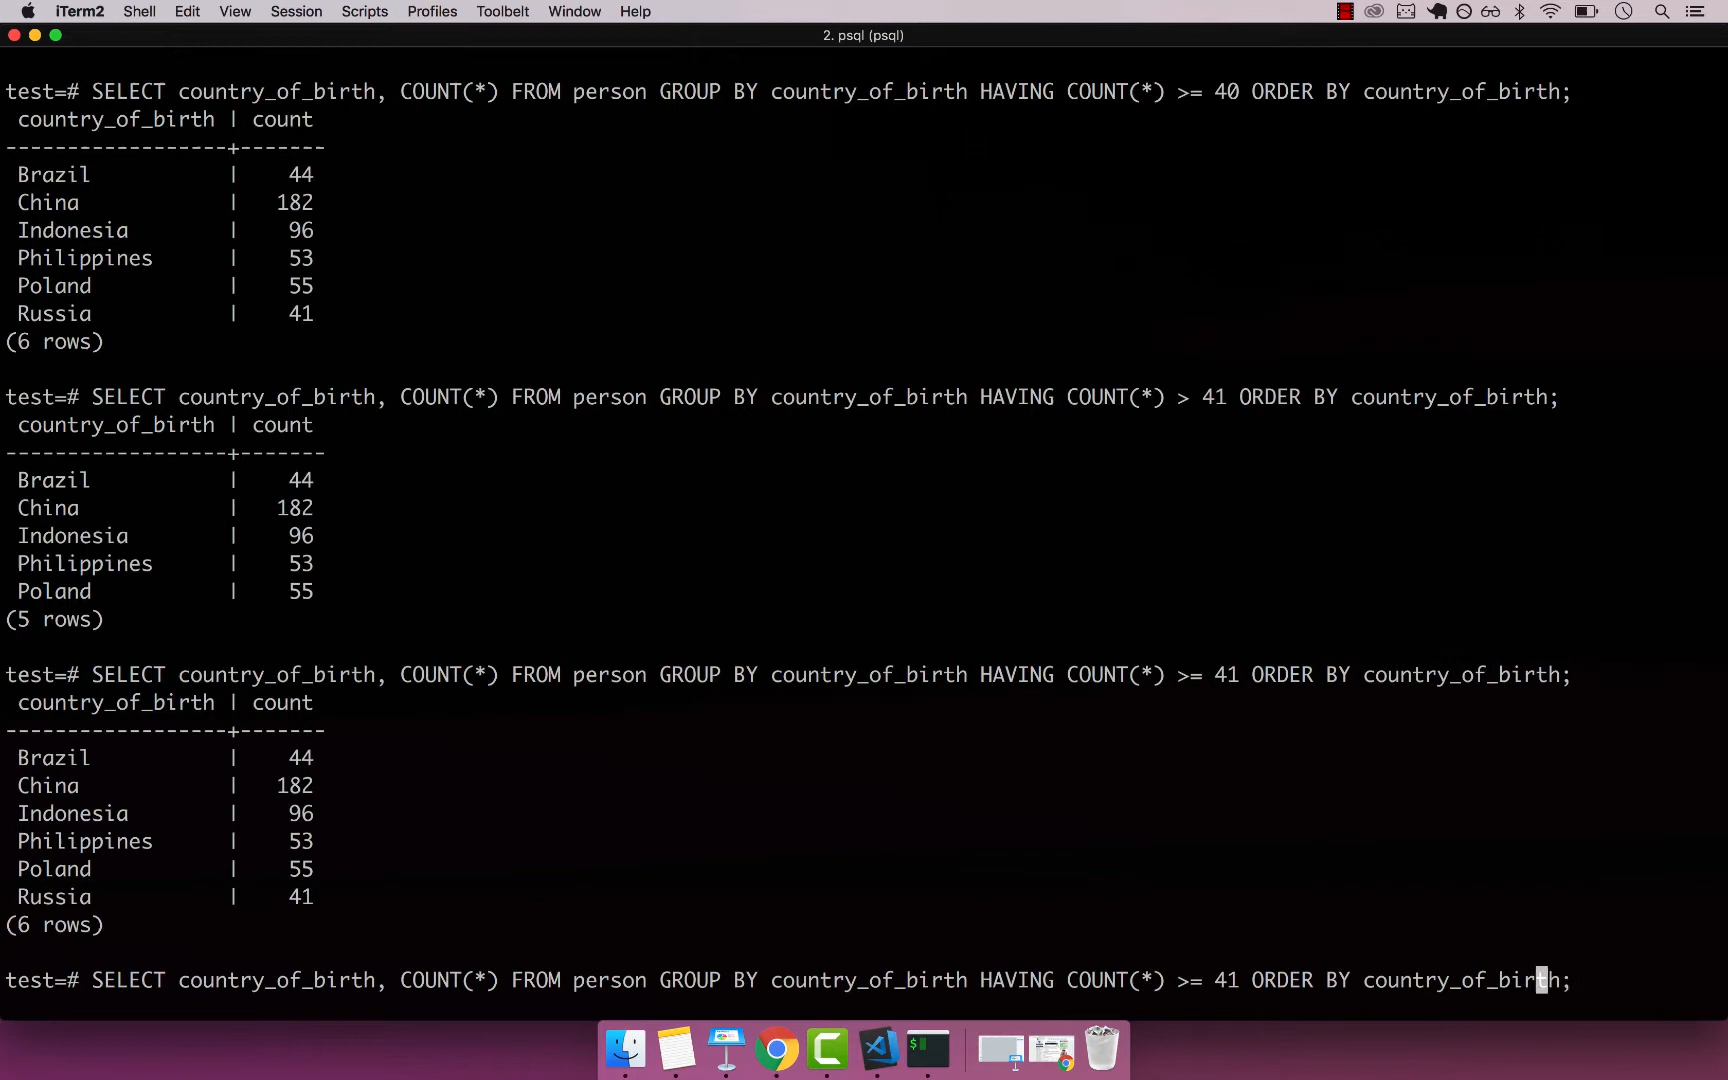 iTerm2 Shell Edit View Session Scripts Profiles Toolbelt Window Help
2. psql (psql)
test=# SELECT country_of_birth, COUNT(*) FROM person GROUP BY country_of_birth HAVING COUNT(*) >= 40 ORDER BY country_of_birth;
country_of_birth | count
------------------+-------
Brazil | 44
China | 182
Indonesia | 96
Philippines | 53
Poland | 55
Russia | 41
(6 rows)
test=# SELECT country_of_birth, COUNT(*) FROM person GROUP BY country_of_birth HAVING COUNT(*) > 41 ORDER BY country_of_birth;
country_of_birth | count
------------------+-------
Brazil | 44
China | 182
Indonesia | 96
Philippines | 53
Poland | 55
(5 rows)
test=# SELECT country_of_birth, COUNT(*) FROM person GROUP BY country_of_birth HAVING COUNT(*) >= 41 ORDER BY country_of_birth;
country_of_birth | count
------------------+-------
Brazil | 44
China | 182
Indonesia | 96
Philippines | 53
Poland | 55
Russia | 41
(6 rows)
test=# SELECT country_of_birth, COUNT(*) FROM person GROUP BY country_of_birth HAVING COUNT(*) >= 41 ORDER BY country_of_birth;